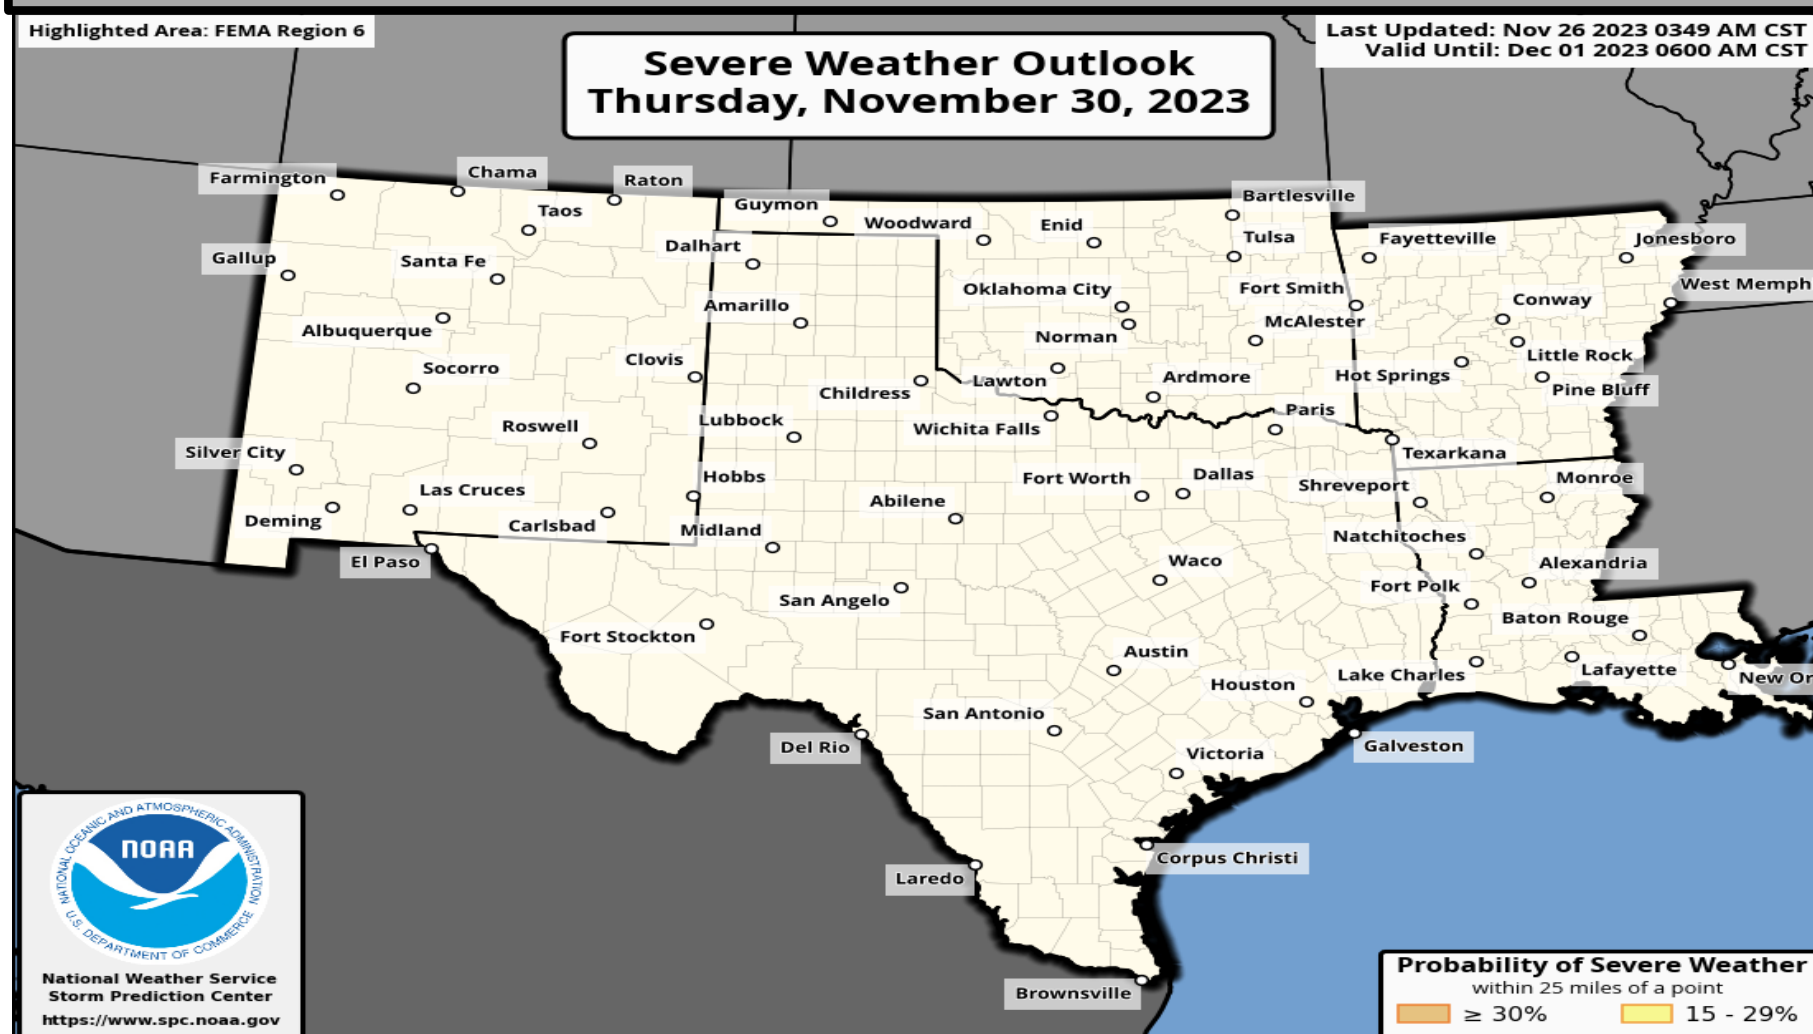 Highlighted Area: FEMA Region 6
Severe Weather Outlook
Thursday, November 30, 2023
Last Updated: Nov 26 2023 0349 AM CST
Valid Until: Dec 01 2023 0600 AM CST
Farmington
Chama
Raton
Taos
Guymon
Woodward
Enid
Bartlesville
Tulsa
Fayetteville
Jonesboro
Gallup
Santa Fe
Dalhart
Amarillo
Oklahoma City
Fort Smith
Conway
West Memph
Albuquerque
Norman
McAlester
Socorro
Clovis
Childress
Lawton
Ardmore
Hot Springs
Little Rock
Pine Bluff
Roswell
Lubbock
Wichita Falls
Paris
Texarkana
Silver City
Las Cruces
Hobbs
Fort Worth
Dallas
Shreveport
Monroe
Deming
Carlsbad
Midland
Abilene
Natchitoches
El Paso
San Angelo
Waco
Fort Polk
Alexandria
Fort Stockton
Austin
Baton Rouge
Houston
Lake Charles
Lafayette
New Or
San Antonio
Del Rio
Victoria
Galveston
Corpus Christi
Laredo
Brownsville
NATIONAL OCEANIC AND ATMOSPHERIC ADMINISTRATION
NOAA
U.S. DEPARTMENT OF COMMERCE
National Weather Service
Storm Prediction Center
https://www.spc.noaa.gov
Probability of Severe Weather
within 25 miles of a point
≥ 30%
15 - 29%